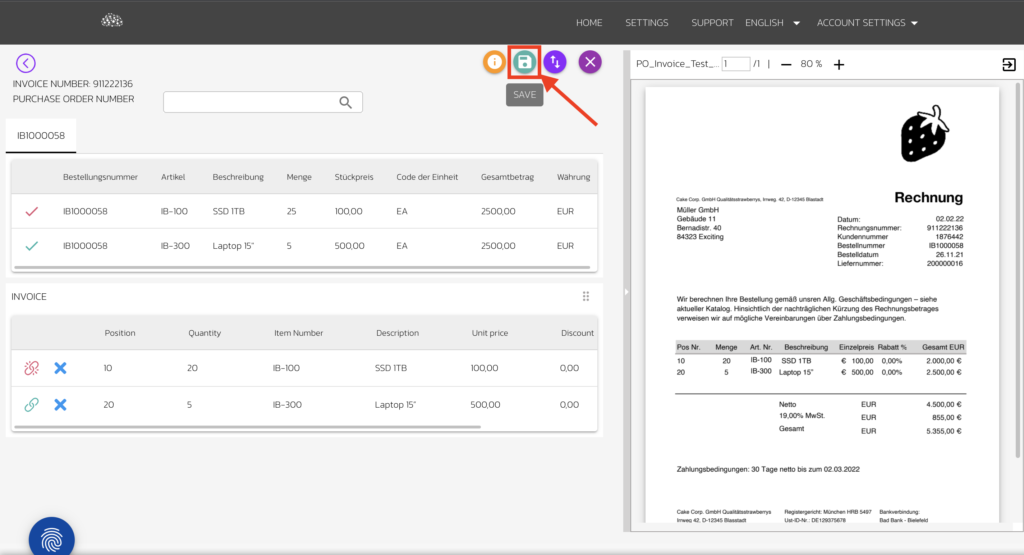 HOME SETTINGS SUPPORT ENGLISH ACCOUNT SETTINGS
INVOICE NUMBER: 911222136
PURCHASE ORDER NUMBER
SAVE
IB1000058
Bestellungsnummer Artikel Beschreibung Menge Stückpreis Code der Einheit Gesamtbetrag Währung
IB1000058 IB-100 SSD 1TB 25 100,00 EA 2500,00 EUR
IB1000058 IB-300 Laptop 15" 5 500,00 EA 2500,00 EUR
INVOICE
Position Quantity Item Number Description Unit price Discount
10 20 IB-100 SSD 1TB 100,00 0,00
20 5 IB-300 Laptop 15" 500,00 0,00
PO_Invoice_Test_... 1 /1 | — 80 % +
Rechnung
Cake Corp. GmbH Qualitätsstrawberrys, Irrweg. 42, D-12345 Blastadt
Müller GmbH
Gebäude 11
Bernadistr. 40
84323 Exciting
Datum: 02.02.22
Rechnungsnummer: 911222136
Kundennummer 1876442
Bestellnummer IB1000058
Bestelldatum 26.11.21
Liefernummer: 200000016
Wir berechnen Ihre Bestellung gemäß unsren Allg. Geschäftsbedingungen – siehe
aktueller Katalog. Hinsichtlich der nachträglichen Kürzung des Rechnungsbetrages
verweisen wir auf mögliche Vereinbarungen über Zahlungsbedingungen.
Pos Nr. Menge Art. Nr. Beschreibung Einzelpreis Rabatt % Gesamt EUR
10 20 IB-100 SSD 1TB € 100,00 0,00% 2.000,00 €
20 5 IB-300 Laptop 15" € 500,00 0,00% 2.500,00 €
Netto EUR 4.500,00 €
19,00% MwSt. EUR 855,00 €
Gesamt EUR 5.355,00 €
Zahlungsbedingungen: 30 Tage netto bis zum 02.03.2022
Cake Corp. GmbH Qualitätsstrawberrys Registergericht: München HRB 5497 Bankverbindung:
Irrweg 42, D-12345 Blastadt Ust-ID-Nr.: DE129375678 Bad Bank - Bielefeld